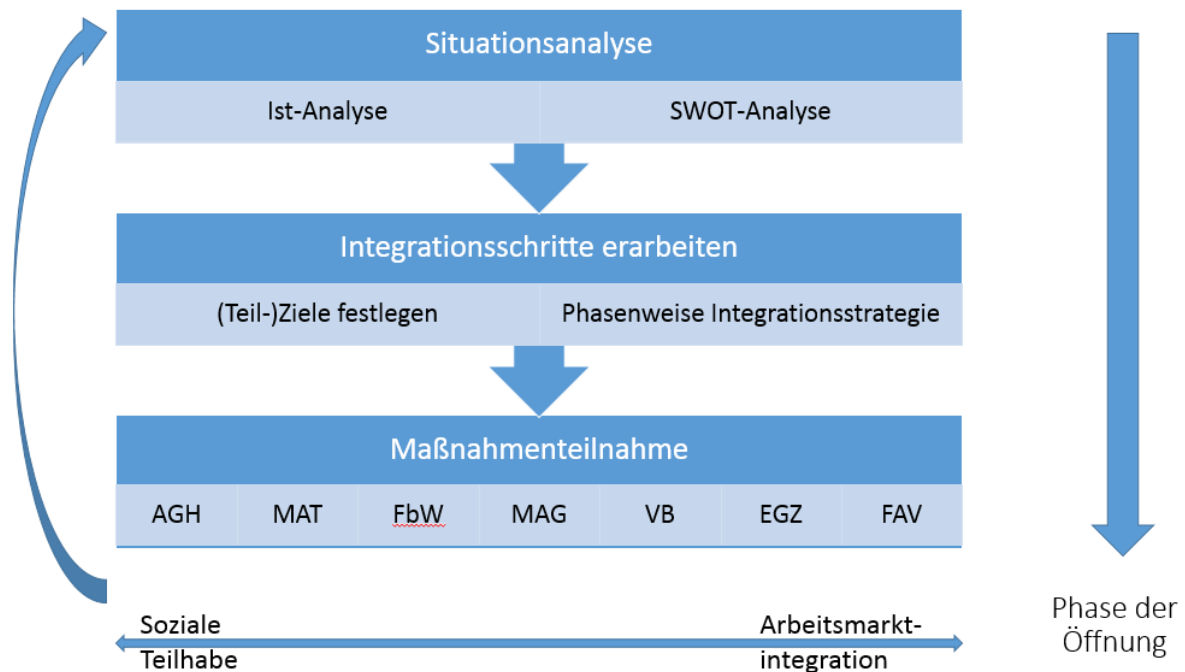 Situationsanalyse
Ist-Analyse SWOT-Analyse
Integrationsschritte erarbeiten
(Teil-)Ziele festlegen Phasenweise Integrationsstrategie
Maßnahmenteilnahme
AGH MAT FbW MAG VB EGZ FAV
Soziale
Teilhabe
Arbeitsmarkt-
integration
Phase der
Öffnung